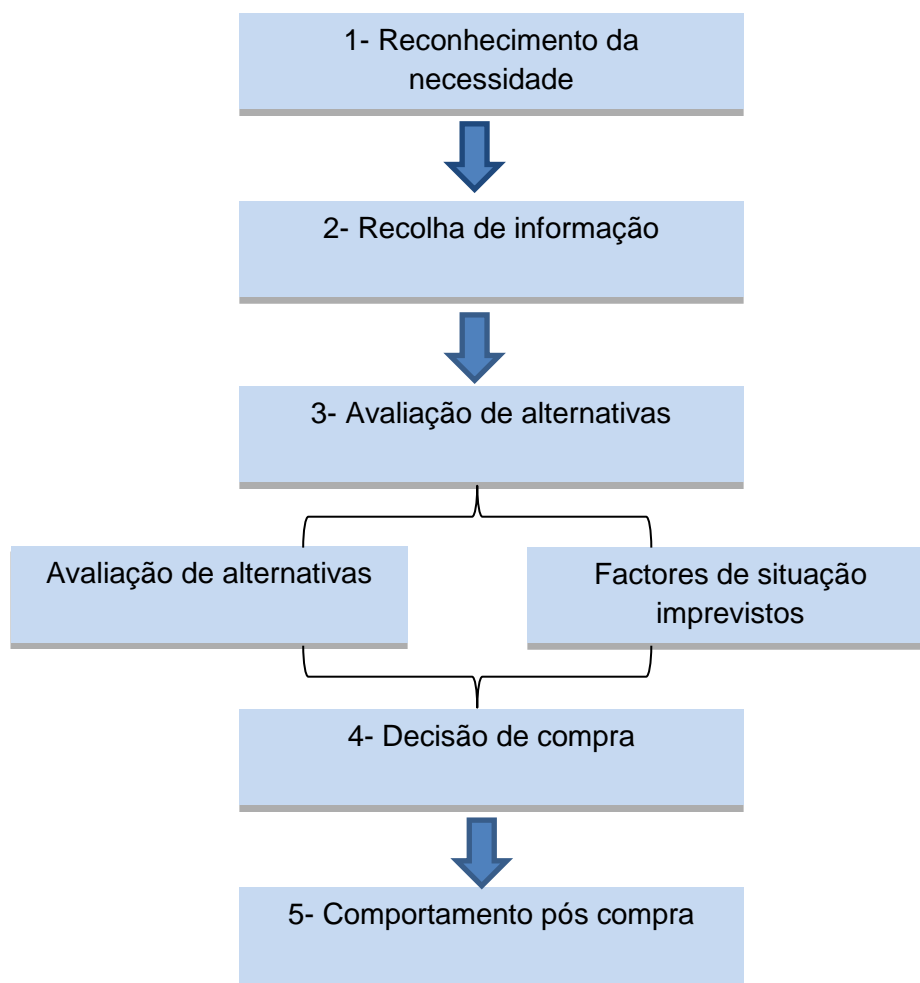 1- Reconhecimento da
necessidade
2- Recolha de informação
3- Avaliação de alternativas
Avaliação de alternativas
Factores de situação
imprevistos
4- Decisão de compra
5- Comportamento pós compra